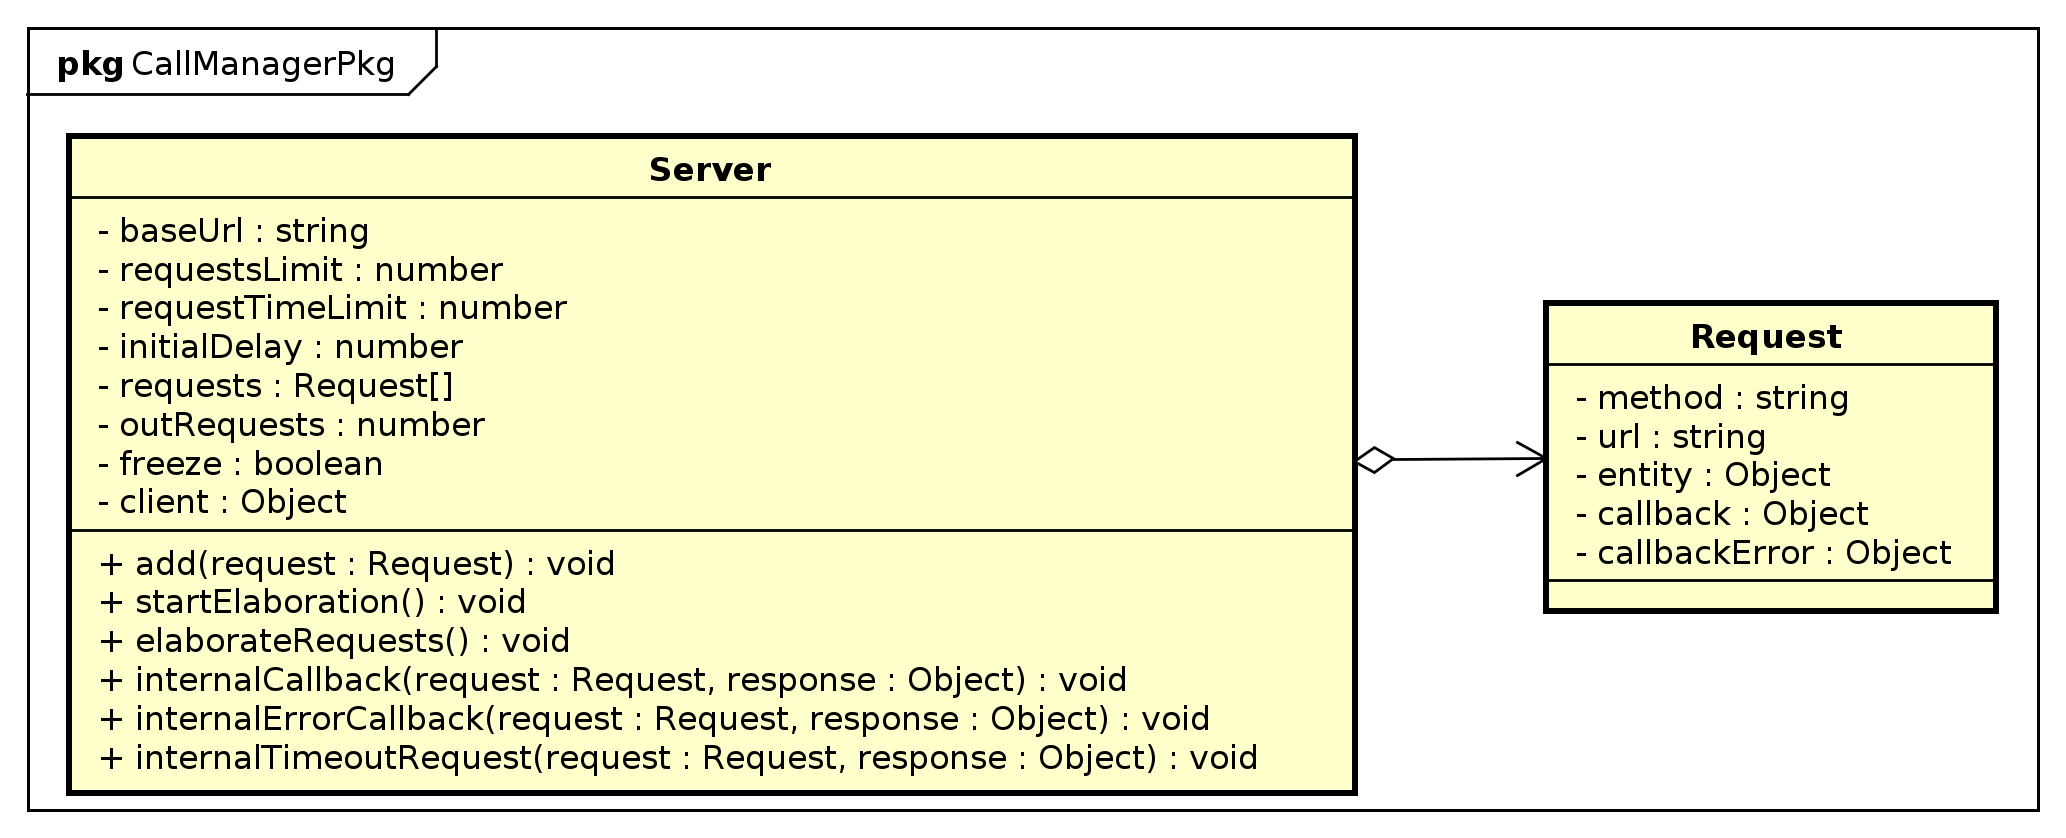 pkg CallManagerPkg
Server
- baseUrl : string
- requestsLimit : number
- requestTimeLimit : number
- initialDelay : number
- requests : Request[]
- outRequests : number
- freeze : boolean
- client : Object
+ add(request : Request) : void
+ startElaboration() : void
+ elaborateRequests() : void
+ internalCallback(request : Request, response : Object) : void
+ internalErrorCallback(request : Request, response : Object) : void
+ internalTimeoutRequest(request : Request, response : Object) : void
Request
- method : string
- url : string
- entity : Object
- callback : Object
- callbackError : Object